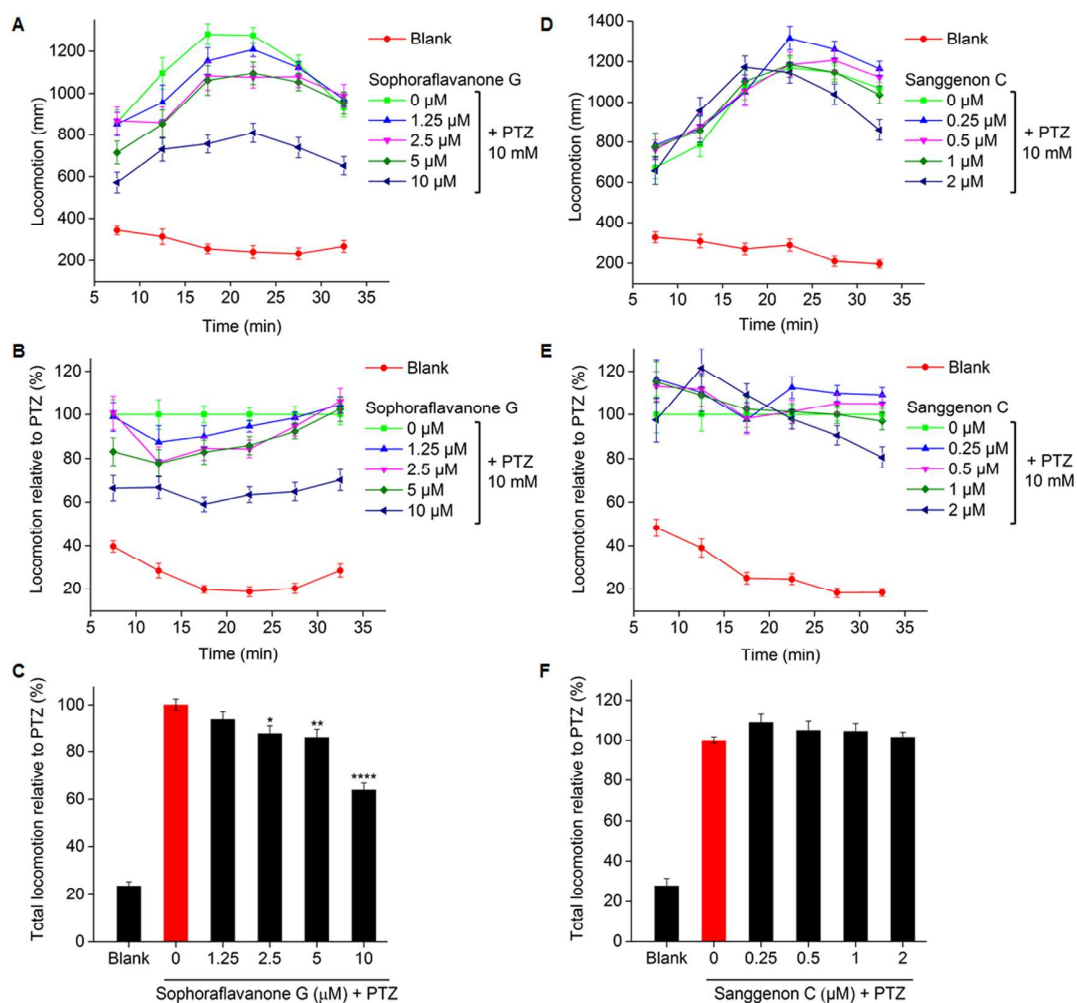 A
Locomotion (mm)
1200
1000
800
600
400
200
5 10 15 20 25 30 35
Time (min)
Blank
Sophoraflavanone G
0 µM
1.25 µM
2.5 µM
5 µM
10 µM
+ PTZ
10 mM
D
Locomotion (mm)
1400
1200
1000
800
600
400
200
5 10 15 20 25 30 35
Time (min)
Blank
Sanggenon C
0 µM
0.25 µM
0.5 µM
1 µM
2 µM
+ PTZ
10 mM
B
Locomotion relative to PTZ (%)
120
100
80
60
40
20
5 10 15 20 25 30 35
Time (min)
Blank
Sophoraflavanone G
0 µM
1.25 µM
2.5 µM
5 µM
10 µM
+ PTZ
10 mM
E
Locomotion relative to PTZ (%)
120
100
80
60
40
20
5 10 15 20 25 30 35
Time (min)
Blank
Sanggenon C
0 µM
0.25 µM
0.5 µM
1 µM
2 µM
+ PTZ
10 mM
C
Total locomotion relative to PTZ (%)
100
80
60
40
20
0
* ** ****
Blank 0 1.25 2.5 5 10
Sophoraflavanone G (µM) + PTZ
F
Total locomotion relative to PTZ (%)
120
100
80
60
40
20
0
Blank 0 0.25 0.5 1 2
Sanggenon C (µM) + PTZ